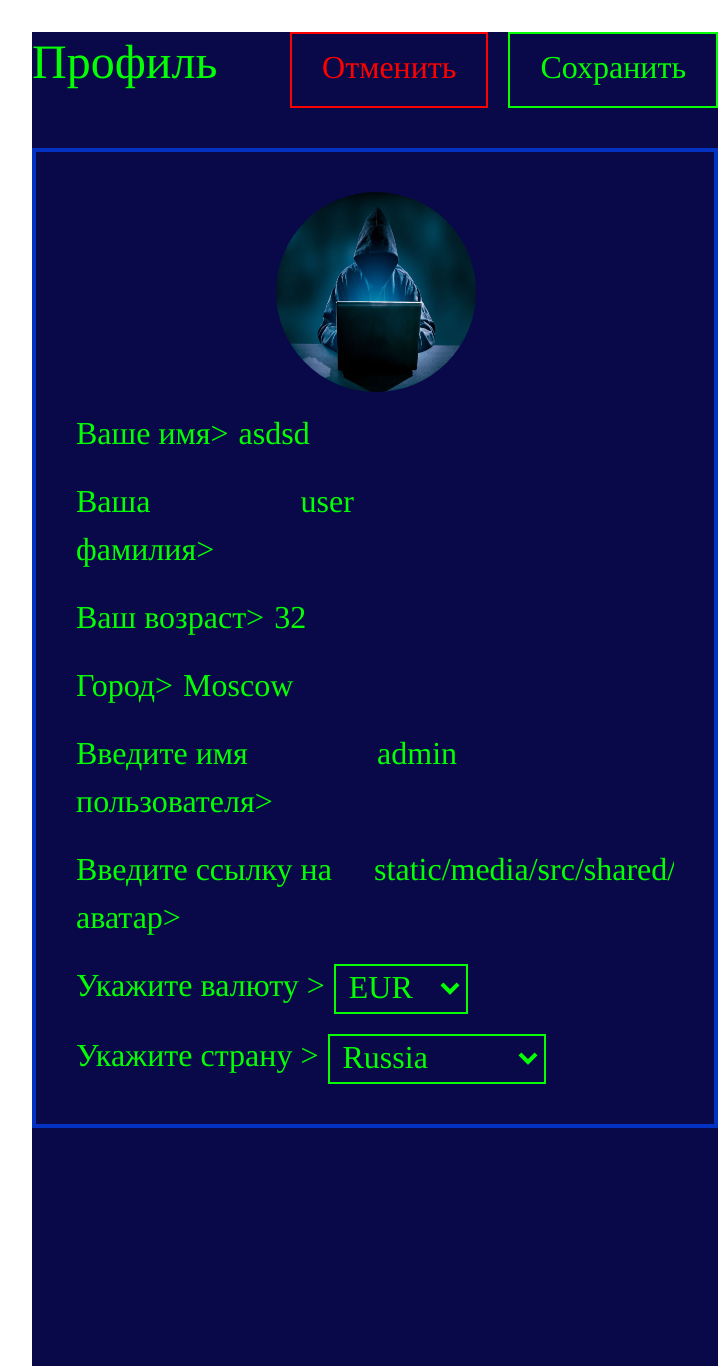 Профиль
Отменить
Сохранить
Ваше имя> asdsd
Ваша user
фамилия>
Ваш возраст> 32
Город> Moscow
Введите имя admin
пользователя>
Введите ссылку на static/media/src/shared/
аватар>
Укажите валюту > EUR
Укажите страну > Russia